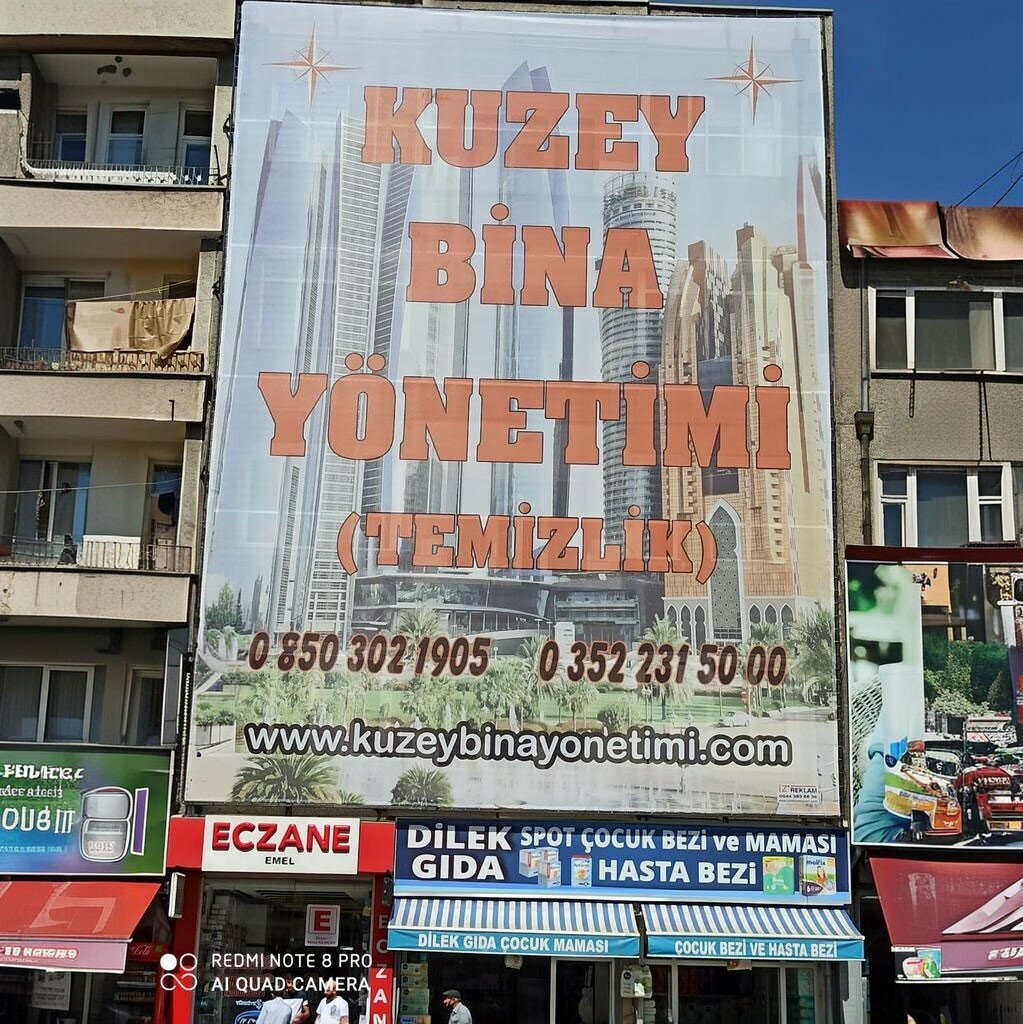 KUZEY
BİNA
YÖNETİMİ
(TEMİZLİK)
0 850 302 1905 0 352 231 50 00
www.kuzeybinayonetimi.com
REKLAM
ECZANE
EMEL
E
DİLEK GIDA
SPOT ÇOCUK BEZİ ve MAMASI
HASTA BEZİ
DİLEK GIDA ÇOCUK MAMASI
ÇOCUK BEZİ VE HASTA BEZİ
REDMI NOTE 8 PRO
AI QUAD CAMERA